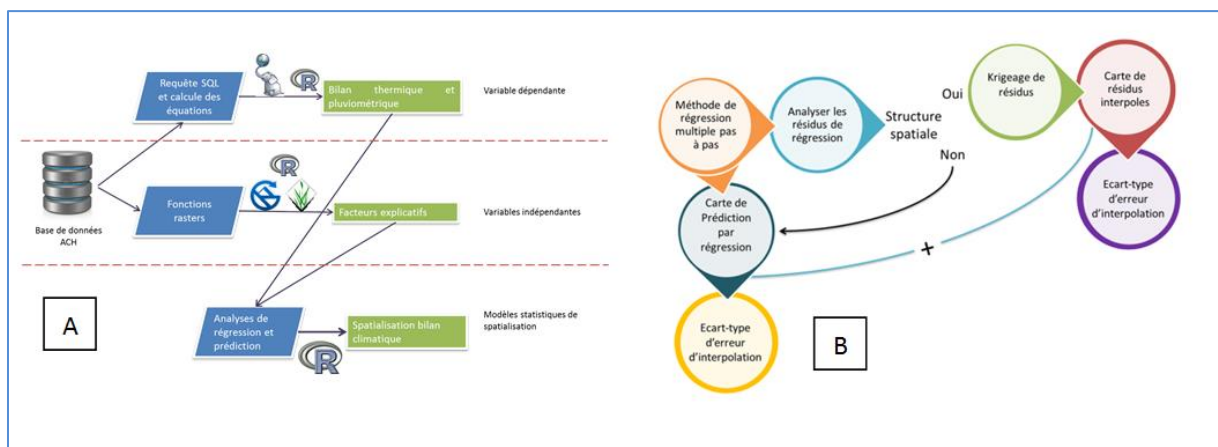 Requête SQL
et calcule des
équations
R
Bilan thermique et
pluviométrique
Variable dépendante
Base de données
ACH
Fonctions
rasters
R
Facteurs explicatifs
Variables indépendantes
A
Analyses de
régression et
prédiction
R
Spatialisation bilan
climatique
Modèles statistiques de
spatialisation
Méthode de
régression
multiple pas
à pas
Analyser les
résidus de
régression
Structure
spatiale
Oui
Non
Krigeage de
résidus
Carte de
résidus
interpoles
Ecart-type
d'erreur
d'interpolation
Carte de
Prédiction
par
régression
+
Ecart-type
d'erreur
d'interpolation
B